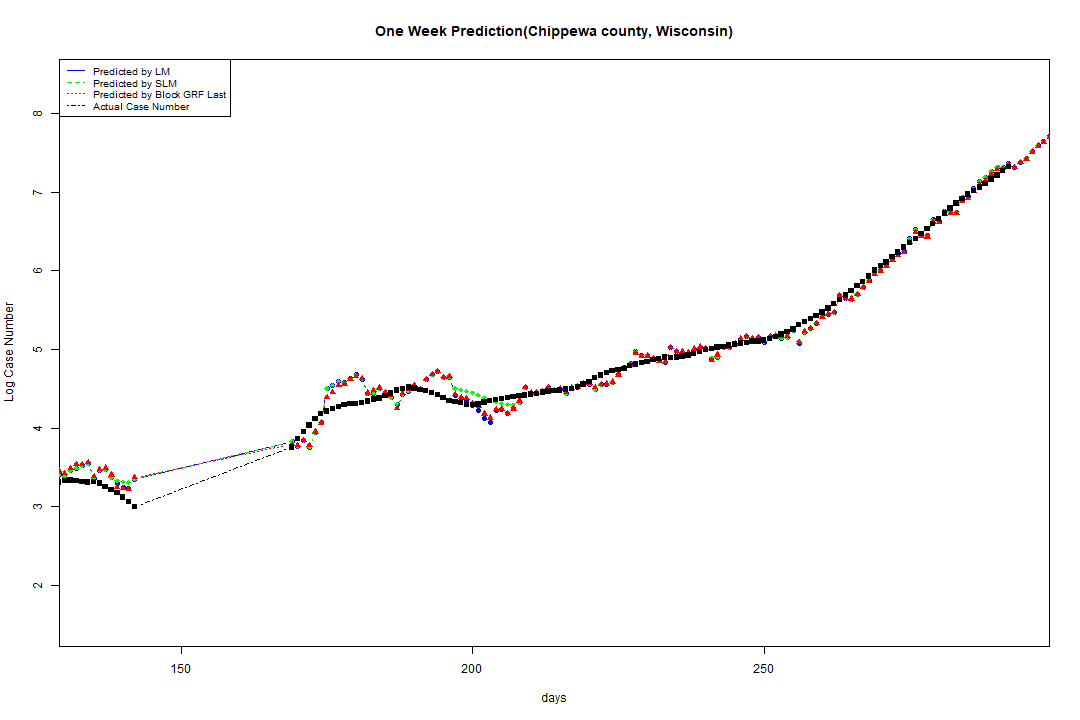 One Week Prediction(Chippewa county, Wisconsin)
Predicted by LM
Predicted by SLM
Predicted by Block GRF Last
Actual Case Number
8
7
6
5
4
3
2
Log Case Number
150
200
250
days